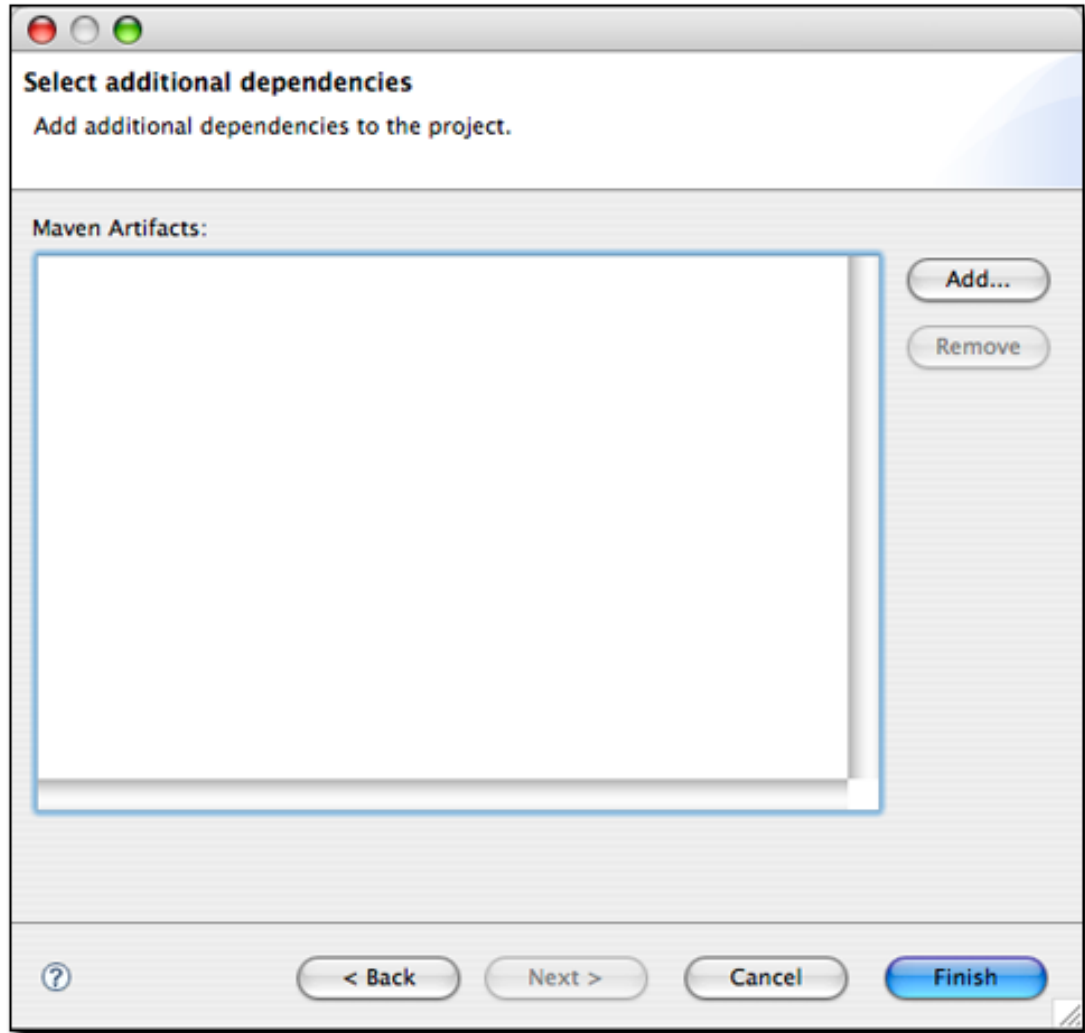 Select additional dependencies
Add additional dependencies to the project.
Maven Artifacts:
Add...
Remove
?
< Back
Next >
Cancel
Finish